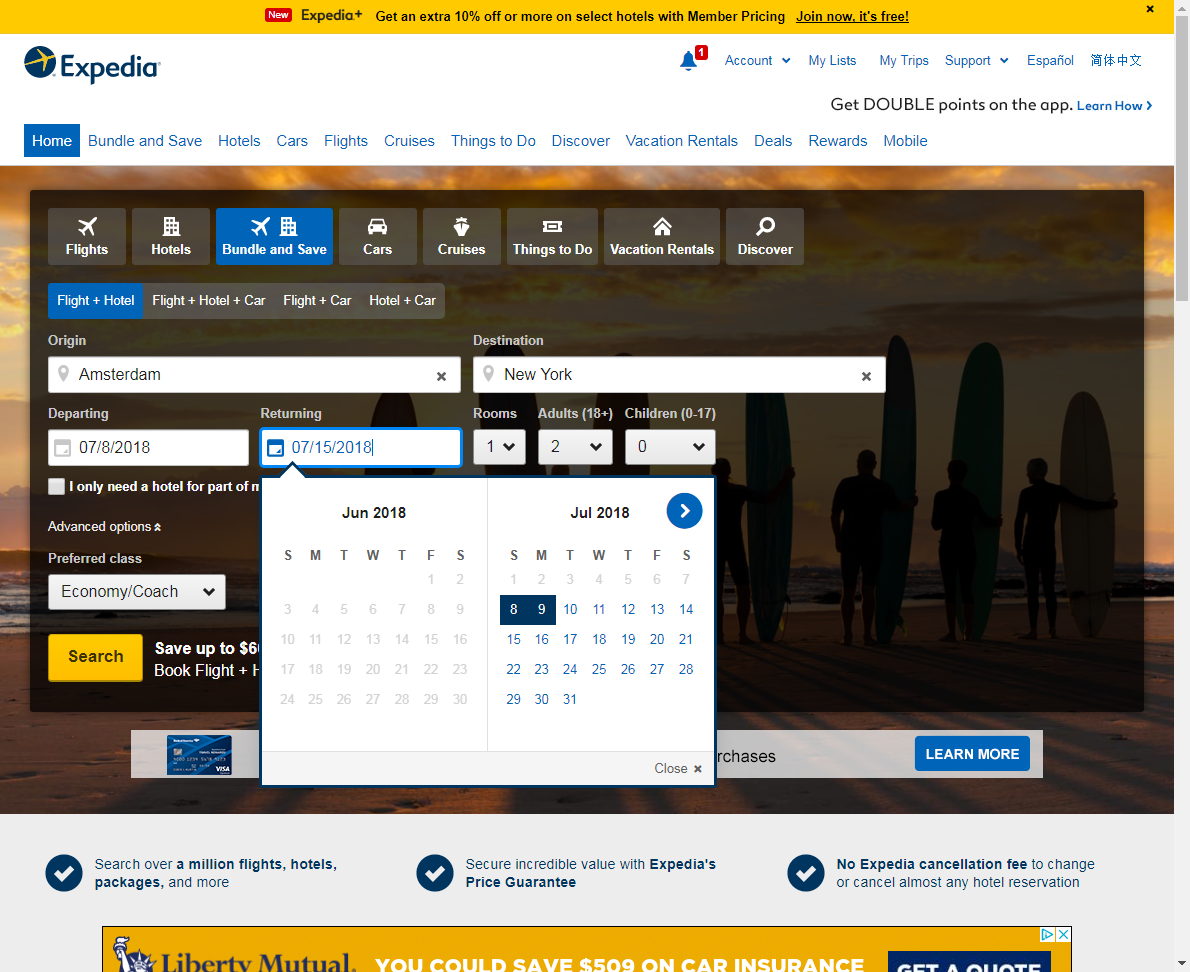 New Expedia+ Get an extra 10% off or more on select hotels with Member Pricing Join now, it's free!
Expedia
1 Account My Lists My Trips Support Español 简体中文
Get DOUBLE points on the app. Learn How
Home Bundle and Save Hotels Cars Flights Cruises Things to Do Discover Vacation Rentals Deals Rewards Mobile
Flights Hotels Bundle and Save Cars Cruises Things to Do Vacation Rentals Discover
Flight + Hotel Flight + Hotel + Car Flight + Car Hotel + Car
Origin Destination
Amsterdam New York
Departing Returning Rooms Adults (18+) Children (0-17)
07/8/2018 07/15/2018 1 2 0
I only need a hotel for part of m
Advanced options
Preferred class
Economy/Coach
Search
Save up to $6
Book Flight + H
Jun 2018
S M T W T F S
1 2
3 4 5 6 7 8 9
10 11 12 13 14 15 16
17 18 19 20 21 22 23
24 25 26 27 28 29 30
Jul 2018
S M T W T F S
1 2 3 4 5 6 7
8 9 10 11 12 13 14
15 16 17 18 19 20 21
22 23 24 25 26 27 28
29 30 31
Close
VISA
rchases
LEARN MORE
Search over a million flights, hotels,
packages, and more
Secure incredible value with Expedia's
Price Guarantee
No Expedia cancellation fee to change
or cancel almost any hotel reservation
Liberty Mutual. YOU COULD SAVE $509 ON CAR INSURANCE GET A QUOTE